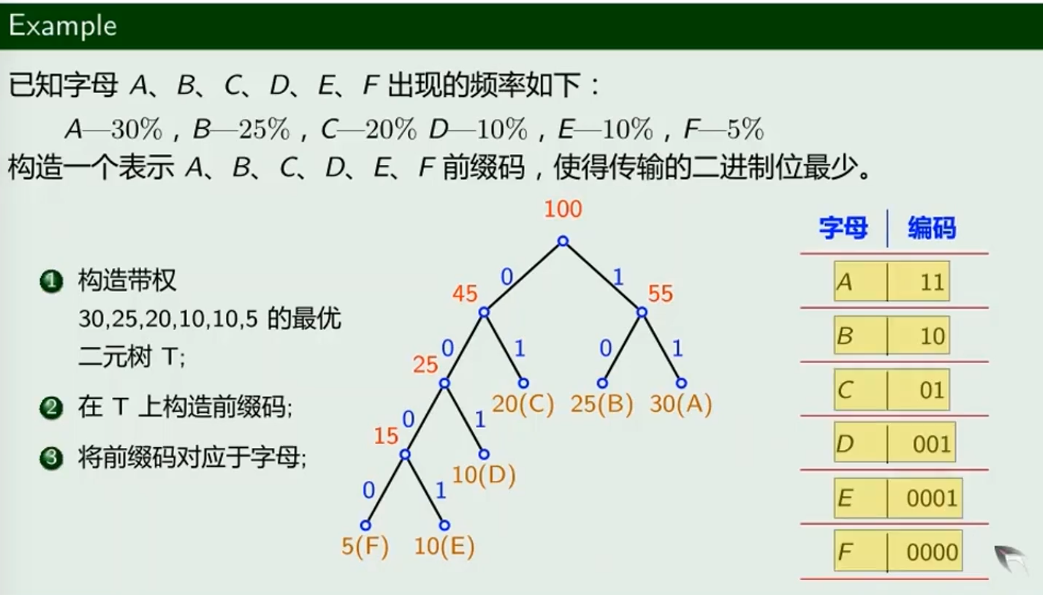 Example
已知字母 A、B、C、D、E、F 出现的频率如下：
A—30%，B—25%，C—20% D—10%，E—10%，F—5%
构造一个表示 A、B、C、D、E、F 前缀码，使得传输的二进制位最少。
1 构造带权
30,25,20,10,10,5 的最优
二元树 T;
2 在 T 上构造前缀码;
3 将前缀码对应于字母;
100
0 1
45 55
0 1 0 1
25 20(C) 25(B) 30(A)
0 1
15 10(D)
0 1
5(F) 10(E)
字母 编码
A 11
B 10
C 01
D 001
E 0001
F 0000